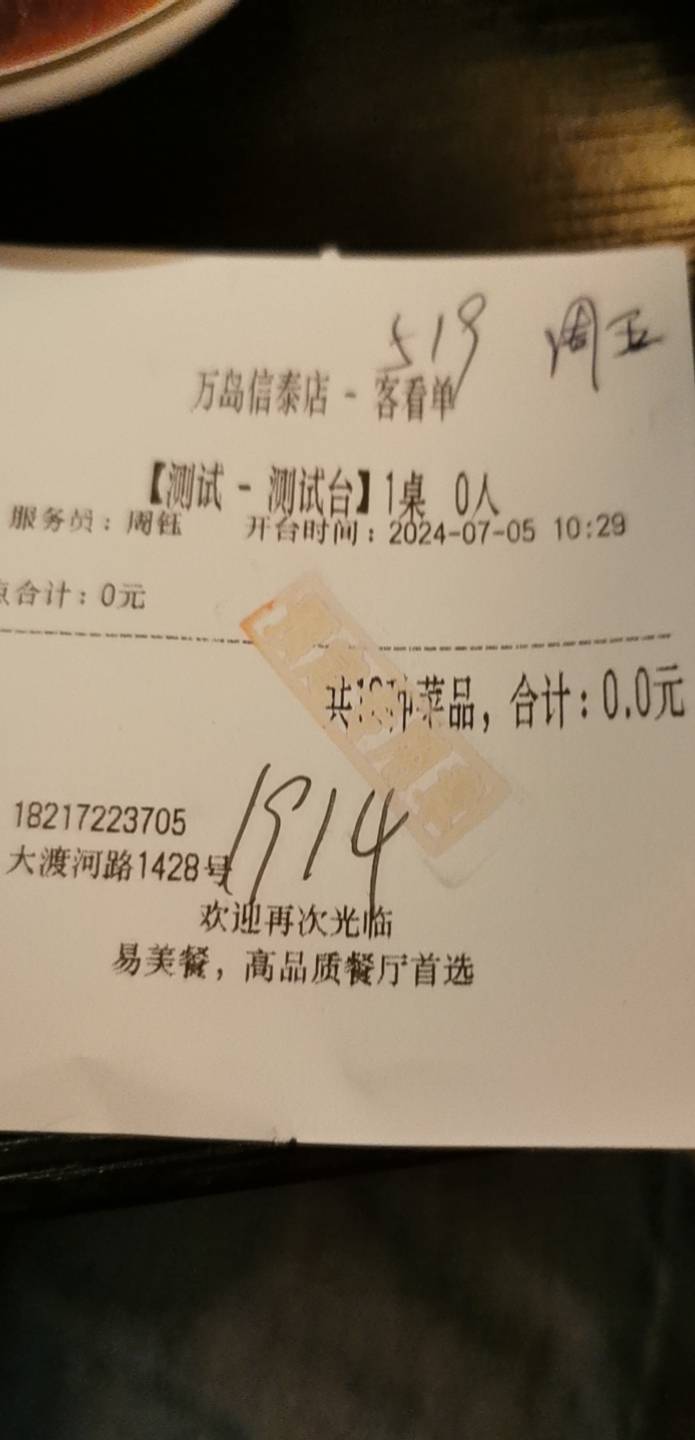 519 周五
万岛信泰店 - 客看单
【测试 - 测试台】1桌 0人
服务员：周钰 开台时间：2024-07-05 10:29
合计：0元
共 菜品，合计：0.0元
18217223705
1914
大渡河路1428号
欢迎再次光临
易美餐，高品质餐厅首选